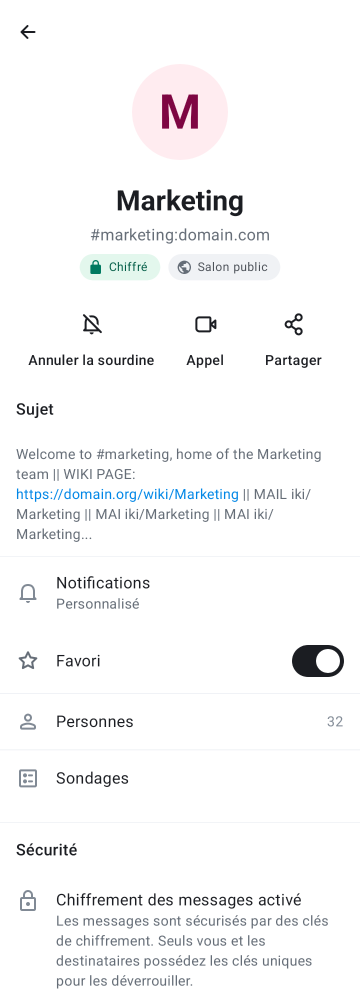 M
Marketing
#marketing:domain.com
Chiffré
Salon public
Annuler la sourdine
Appel
Partager
Sujet
Welcome to #marketing, home of the Marketing
team || WIKI PAGE:
https://domain.org/wiki/Marketing || MAIL iki/
Marketing || MAI iki/Marketing || MAI iki/
Marketing...
Notifications
Personnalisé
Favori
Personnes 32
Sondages
Sécurité
Chiffrement des messages activé
Les messages sont sécurisés par des clés
de chiffrement. Seuls vous et les
destinataires possédez les clés uniques
pour les déverrouiller.